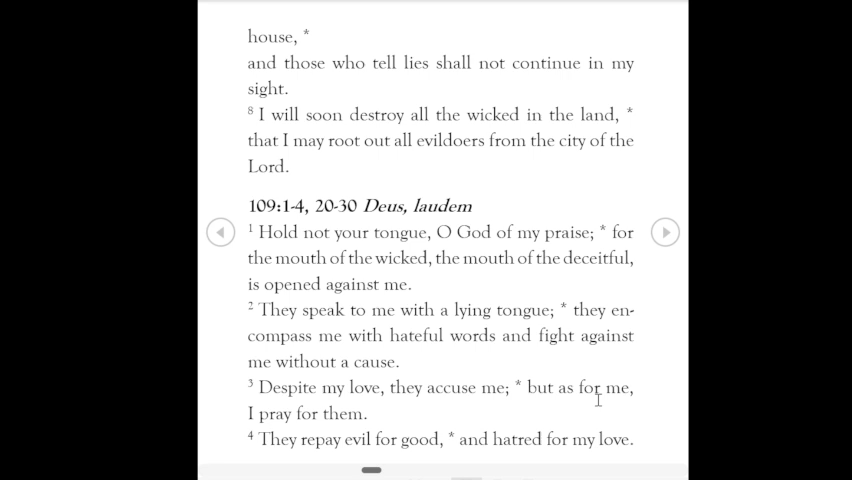 house, *
and those who tell lies shall not continue in my
sight.
⁸ I will soon destroy all the wicked in the land, *
that I may root out all evildoers from the city of the
Lord.
109:1-4, 20-30 Deus, laudem
¹ Hold not your tongue, O God of my praise; * for
the mouth of the wicked, the mouth of the deceitful,
is opened against me.
² They speak to me with a lying tongue; * they en-
compass me with hateful words and fight against
me without a cause.
³ Despite my love, they accuse me; * but as for me,
I pray for them.
⁴ They repay evil for good, * and hatred for my love.